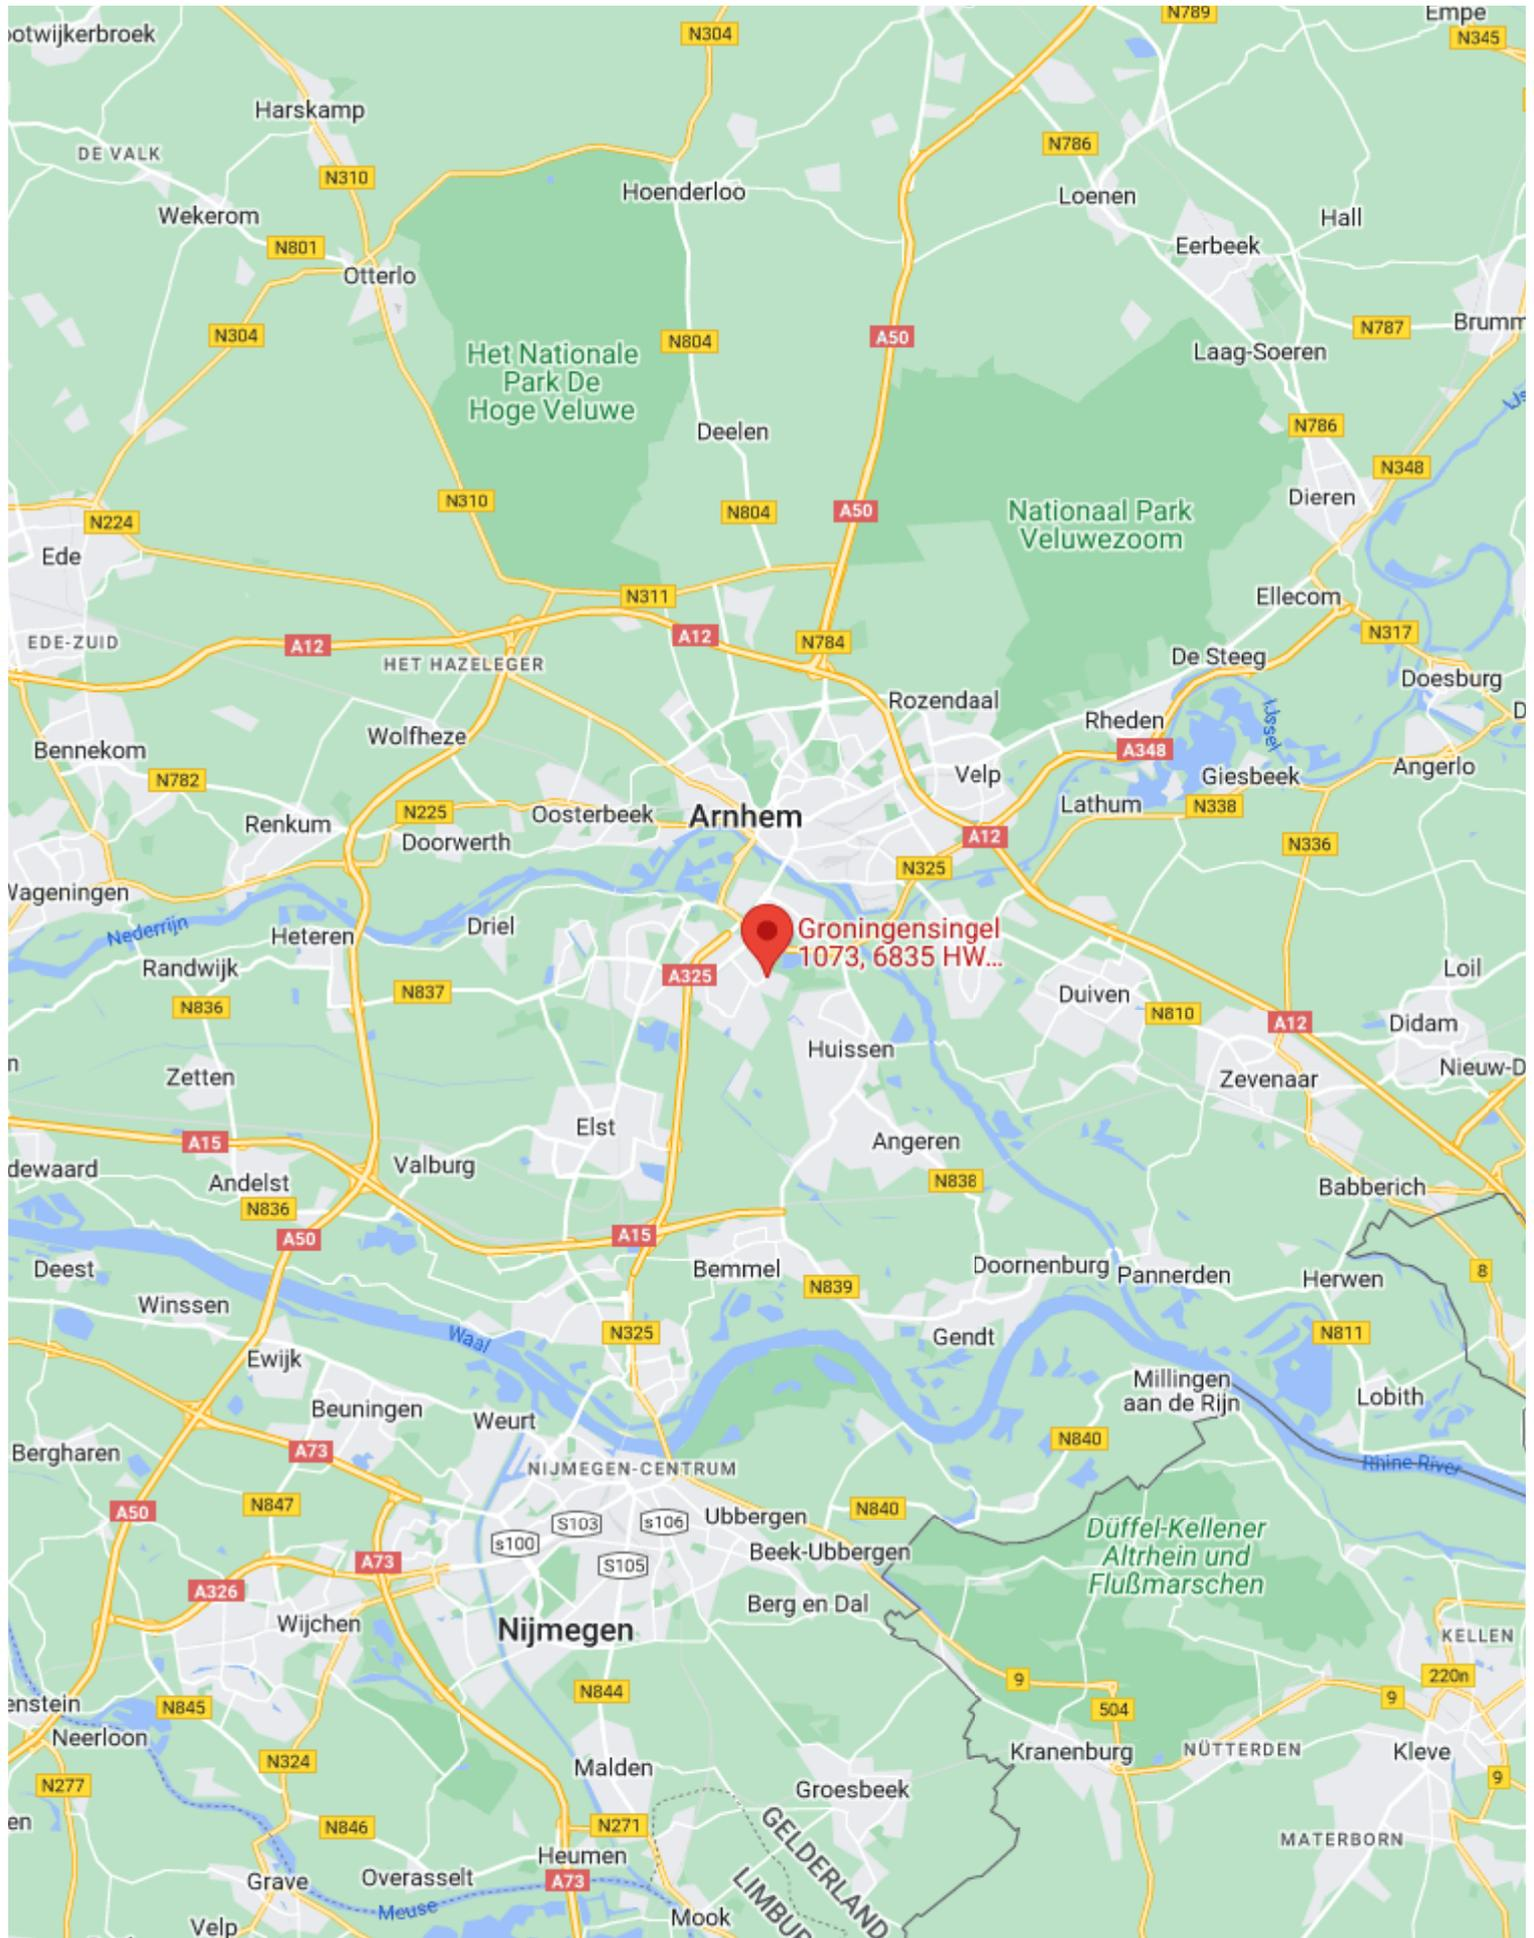 ootwijkerbroek
N304
N789
Empe
N345
Harskamp
DE VALK
N310
N786
Wekerom
Hoenderloo
Loenen
Hall
N801
Eerbeek
Otterlo
N304
N804
A50
N787
Brumm
Het Nationale
Park De
Hoge Veluwe
Laag-Soeren
Deelen
N786
N348
N310
N804
A50
Dieren
N224
Nationaal Park
Veluwezoom
Ede
N311
Ellecom
EDE-ZUID
A12
A12
N784
N317
HET HAZELEGER
De Steeg
Doesburg
Rozendaal
IJssel
D
Wolfheze
Rheden
Bennekom
A348
N782
Velp
Giesbeek
Angerlo
N225
Oosterbeek
Arnhem
Lathum
N338
Renkum
Doorwerth
A12
N336
N325
Wageningen
Nederrijn
Heteren
Driel
Groningensingel
1073, 6835 HW...
Randwijk
A325
Loil
N836
N837
Duiven
N810
A12
Didam
n
Zetten
Huissen
Zevenaar
Nieuw-D
Elst
A15
Angeren
dewaard
Valburg
Andelst
N838
Babberich
N836
A50
A15
Deest
Bemmel
Doornenburg
Pannerden
Herwen
8
Winssen
N839
Waal
N325
Gendt
N811
Ewijk
Millingen
aan de Rijn
Lobith
Beuningen
Weurt
Bergharen
A73
N840
NIJMEGEN-CENTRUM
Rhine River
A50
N847
Ubbergen
N840
s100
S103
s106
S105
Düffel-Kellener
Altrhein und
Flußmarschen
A73
Beek-Ubbergen
A326
Berg en Dal
Wijchen
Nijmegen
KELLEN
N844
9
220n
enstein
N845
504
9
Neerloon
N324
Malden
Kranenburg
NÜTTERDEN
Kleve
N277
Groesbeek
9
en
N846
N271
GELDERLAND
MATERBORN
Heumen
Overasselt
Grave
A73
LIMBUR
Meuse
Mook
Velp